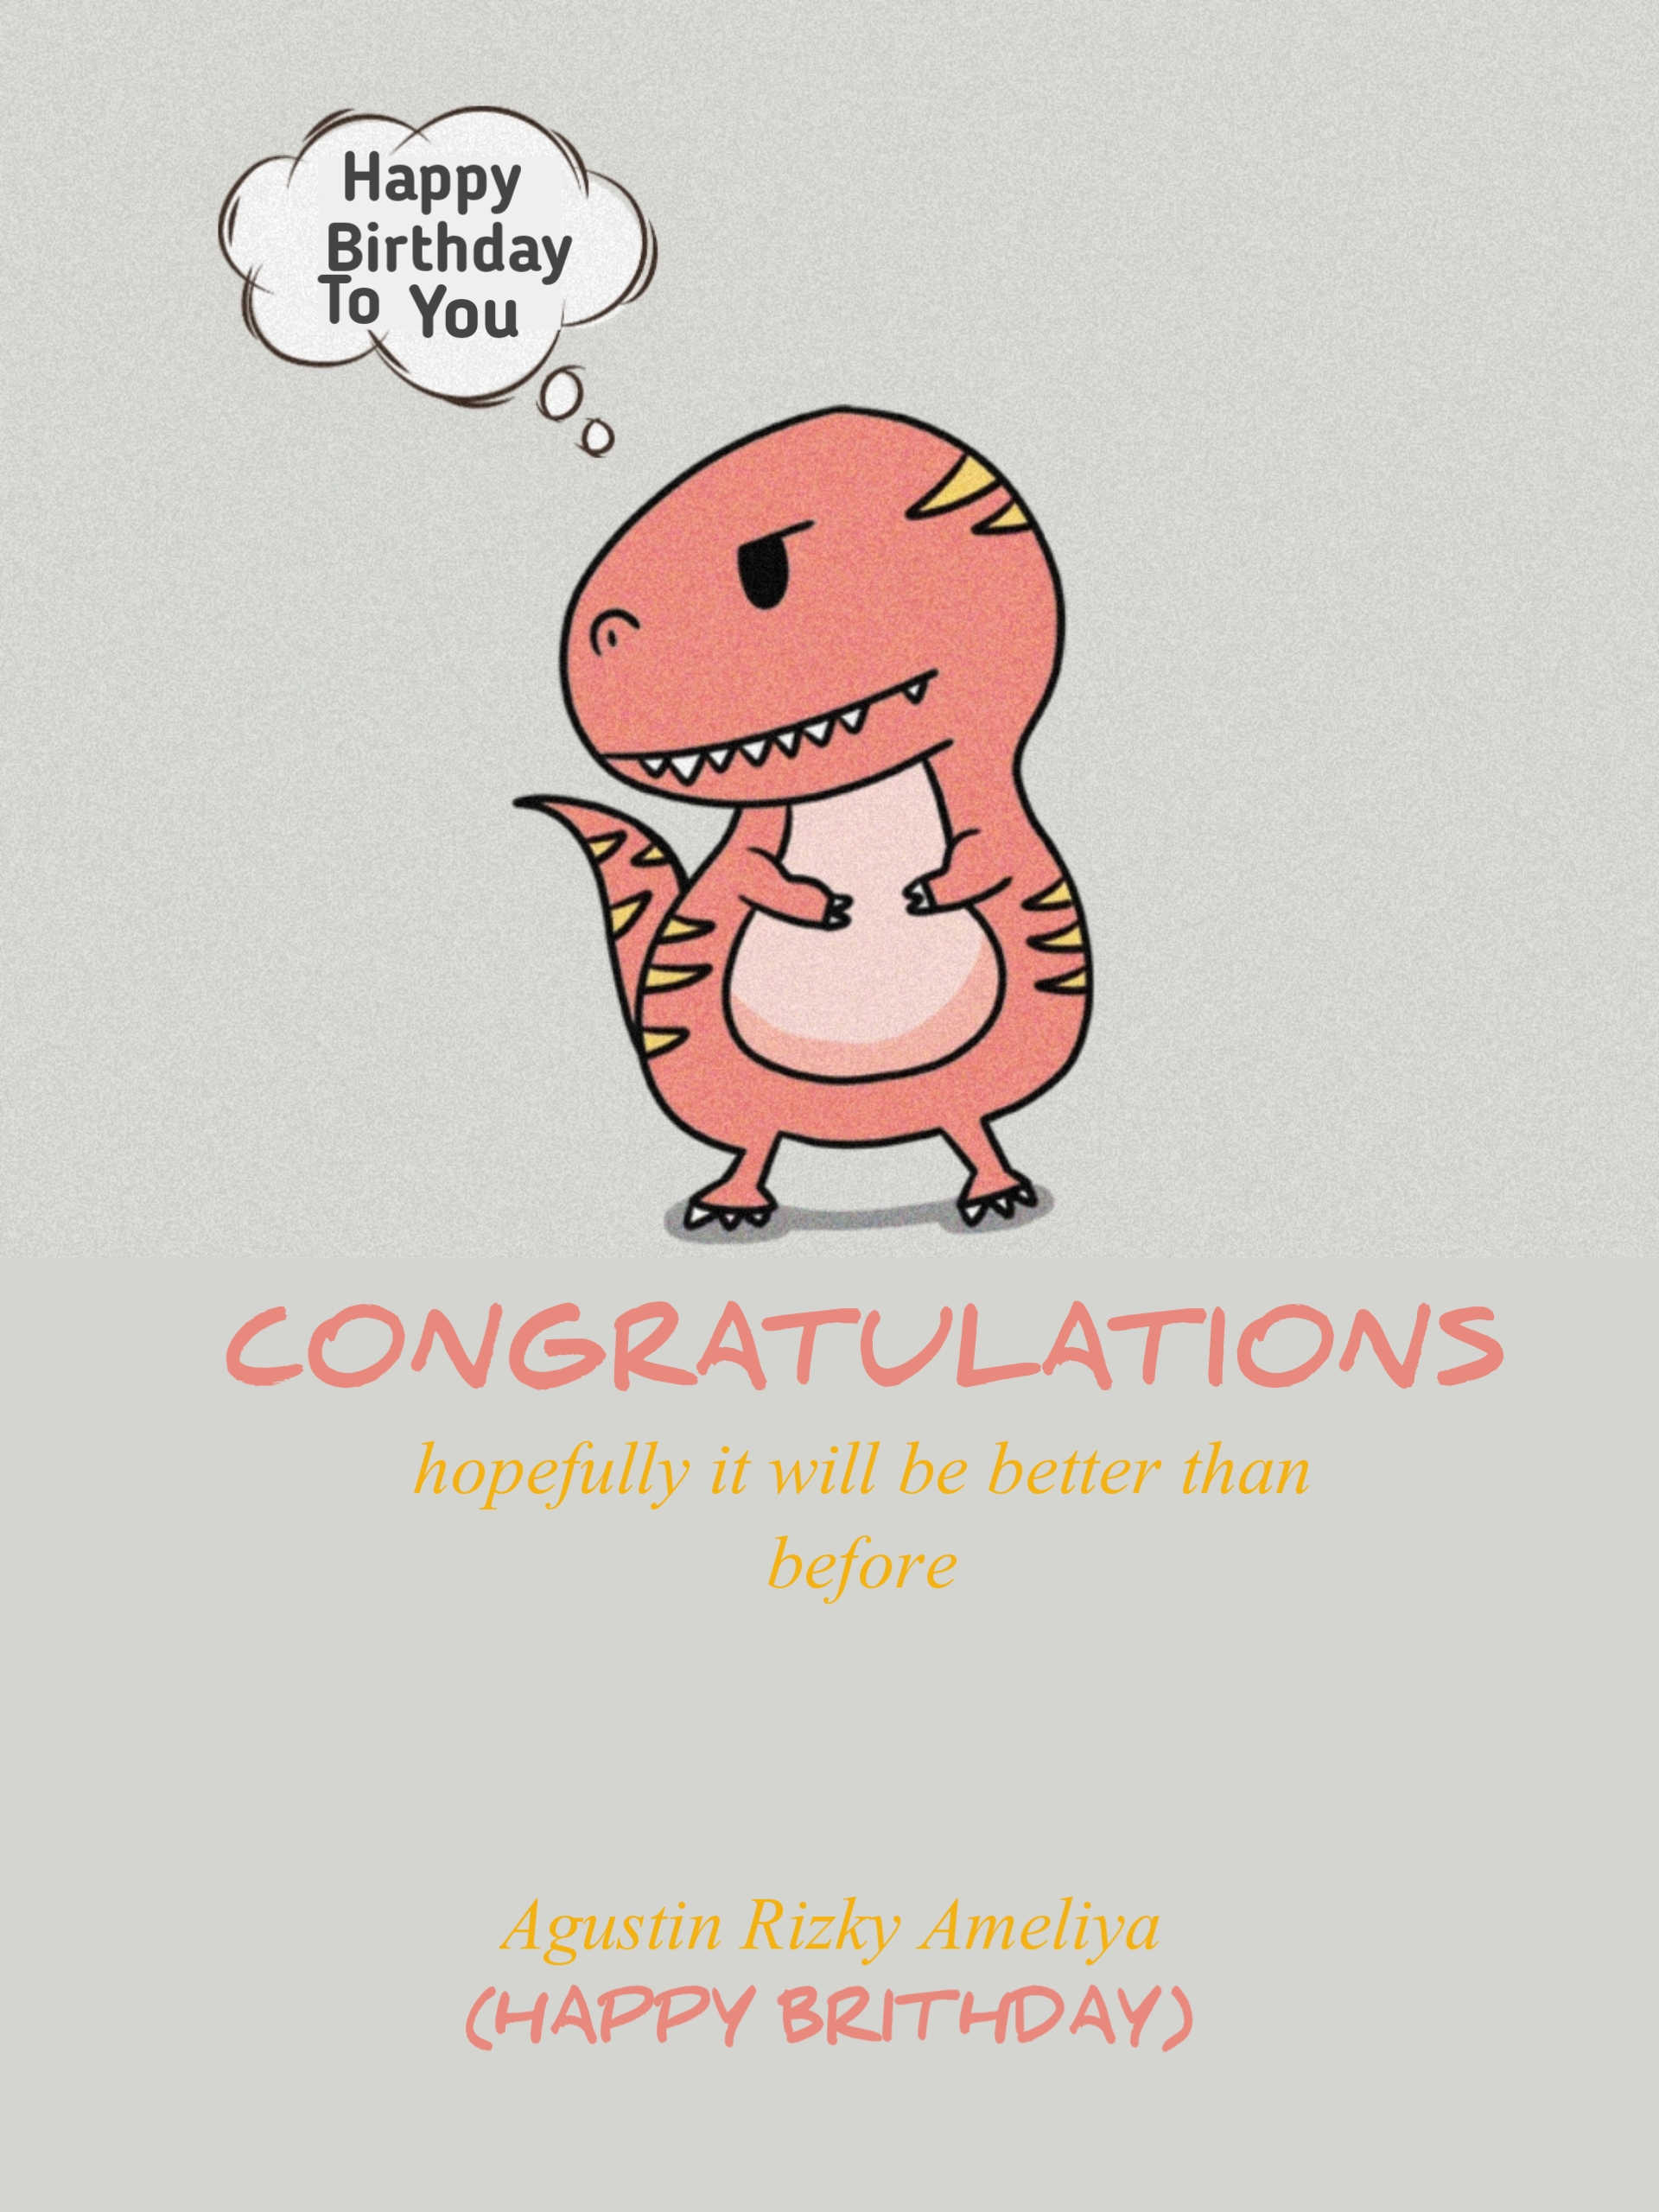 Happy
Birthday
To You
CONGRATULATIONS
hopefully it will be better than
before
Agustin Rizky Ameliya
(HAPPY BRITHDAY)